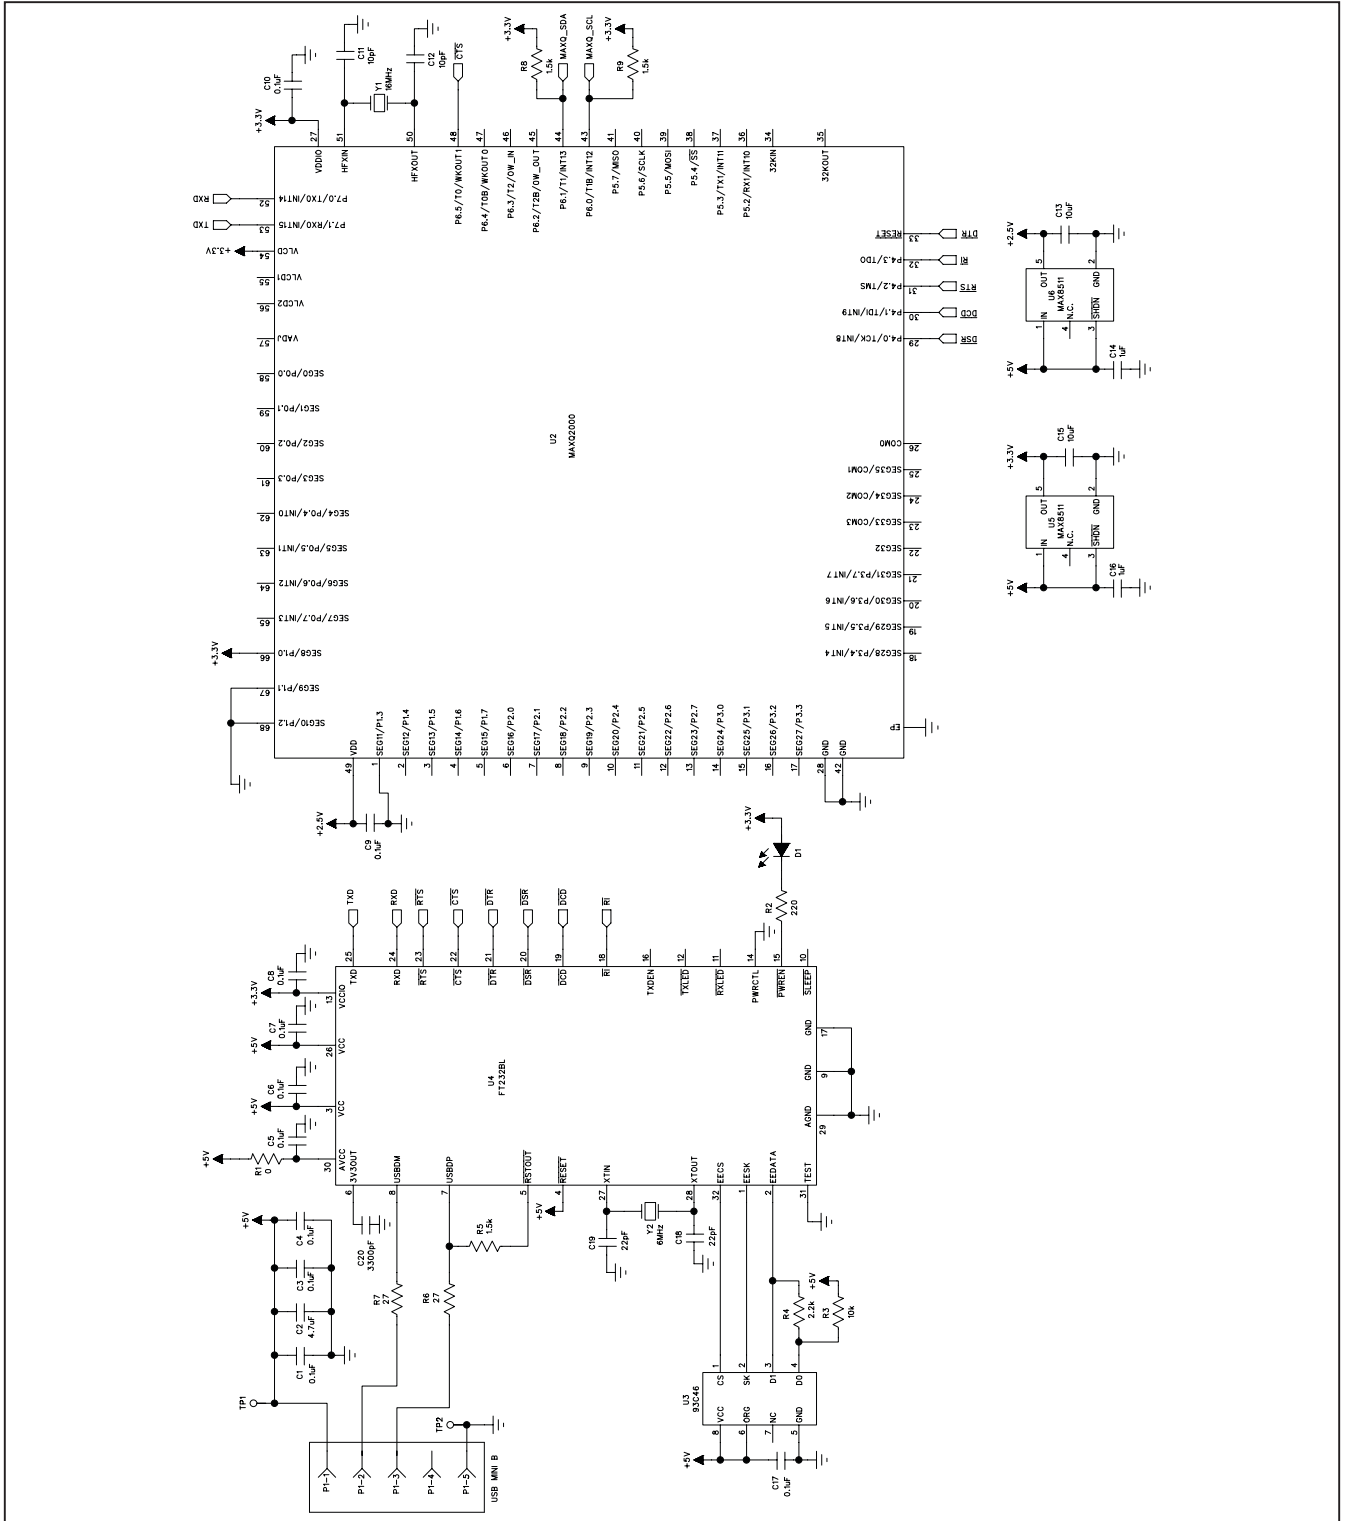 +3.3V
C10
0.1uF
C11
10pF
C12
10pF
Y1
16MHz
CTS
+3.3V
R8
1.5k
MAXQ_SDA
MAXQ_SCL
+3.3V
R9
1.5k
27
VDDIO
51
HFXIN
50
HFXOUT
48
P6.5/T0/WKOUT1
47
P6.4/T0B/WKOUT0
46
P6.3/T2/OW_IN
45
P6.2/T2B/OW_OUT
44
P6.1/T1/INT13
43
P6.0/T1B/INT12
41
P5.7/MISO
40
P5.6/SCLK
39
P5.5/MOSI
38
P5.4/SS
37
P5.3/TX1/INT11
36
P5.2/RX1/INT10
34
32KIN
35
32KOUT
RXD
52
P7.0/TX0/INT14
TXD
53
P7.1/RX0/INT15
+3.3V
54
VLCD
55
VLCD1
56
VLCD2
57
VADJ
58
SEG0/P0.0
59
SEG1/P0.1
60
SEG2/P0.2
61
SEG3/P0.3
62
SEG4/P0.4/INT0
63
SEG5/P0.5/INT1
64
SEG6/P0.6/INT2
65
SEG7/P0.7/INT3
+3.3V
66
SEG8/P1.0
67
SEG9/P1.1
68
SEG10/P1.2
U2
MAXQ2000
RESET
33
DTR
P4.3/TDO
32
RI
P4.2/TMS
31
RTS
P4.1/TDI/INT9
30
DCD
P4.0/TCK/INT8
29
DSR
COM0
26
SEG35/COM1
25
SEG34/COM2
24
SEG33/COM3
23
SEG32
22
SEG31/P3.7/INT7
21
SEG30/P3.6/INT6
20
SEG29/P3.5/INT5
19
SEG28/P3.4/INT4
18
EP
+2.5V
C13
10uF
5
2
OUT
GND
U6
MAX8511
IN
N.C.
SHDN
1
4
3
+5V
C14
1uF
+3.3V
C15
10uF
5
2
OUT
GND
U5
MAX8511
IN
N.C.
SHDN
1
4
3
+5V
C16
1uF
VDD
49
SEG11/P1.3
1
SEG12/P1.4
2
SEG13/P1.5
3
SEG14/P1.6
4
SEG15/P1.7
5
SEG16/P2.0
6
SEG17/P2.1
7
SEG18/P2.2
8
SEG19/P2.3
9
SEG20/P2.4
10
SEG21/P2.5
11
SEG22/P2.6
12
SEG23/P2.7
13
SEG24/P3.0
14
SEG25/P3.1
15
SEG26/P3.2
16
SEG27/P3.3
17
GND
28
GND
42
+2.5V
C9
0.1uF
+3.3V
D1
R2
220
TXD
RXD
RTS
CTS
DTR
DSR
DCD
RI
25
TXD
24
RXD
23
RTS
22
CTS
21
DTR
20
DSR
19
DCD
18
RI
16
TXDEN
12
TXLED
11
RXLED
14
PWRCTL
15
PWREN
10
SLEEP
+3.3V
C8
0.1uF
13
VCCIO
+5V
C7
0.1uF
26
VCC
+5V
C6
0.1uF
3
VCC
+5V
R1
0
C5
0.1uF
30
AVCC
U4
FT232BL
GND
17
GND
9
AGND
29
3V3OUT
6
USBDM
8
USBDP
7
RSTOUT
5
RESET
4
XTIN
27
XTOUT
28
EECS
32
EESK
1
EEDATA
2
TEST
31
+5V
C4
0.1uF
C3
0.1uF
C2
4.7uF
C1
0.1uF
C20
3300pF
R5
1.5k
R7
27
R6
27
+5V
C19
22pF
Y2
6MHz
C18
22pF
+5V
R4
2.2k
R3
10k
TP1
TP2
1
2
3
4
CS
SK
D1
D0
U3
93C46
VCC
ORG
NC
GND
8
6
7
5
+5V
C17
0.1uF
P1-1
P1-2
P1-3
P1-4
P1-5
USB MINI B